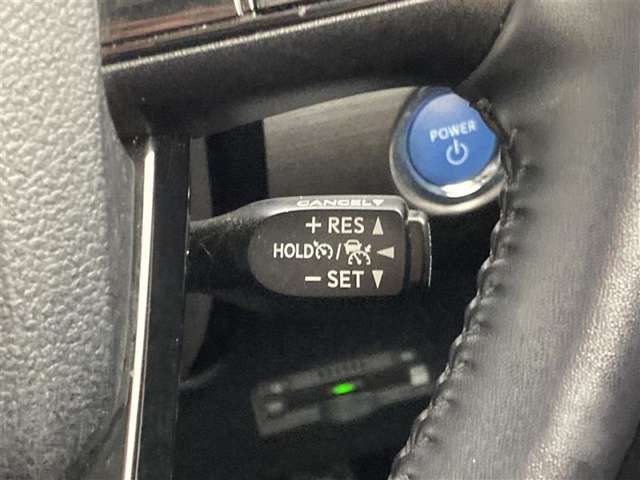 POWER
CANCEL▼
+ RES ▲
HOLD / ◀
− SET ▼